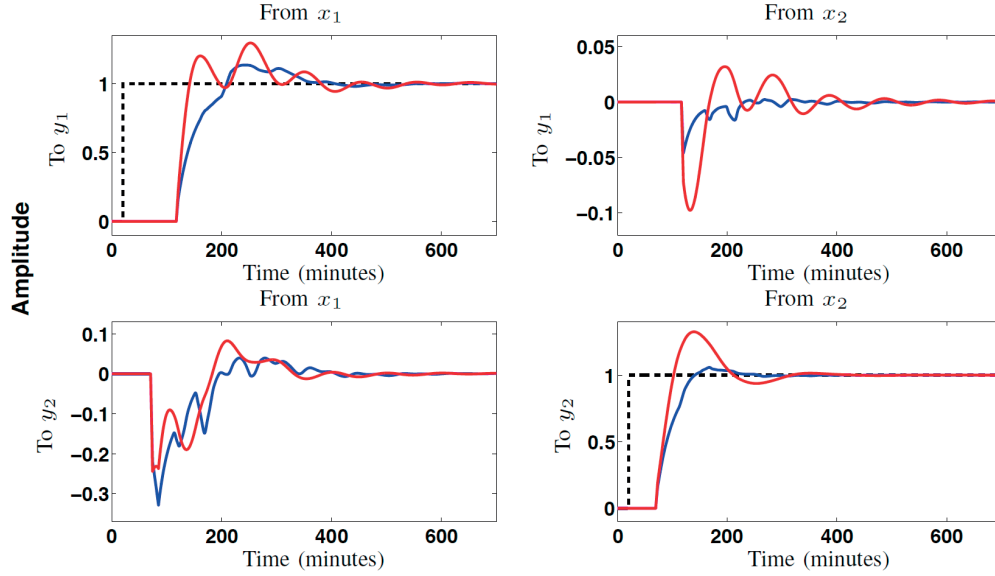 From x₁
1
0.5
0
0 200 400 600
Time (minutes)
To y₁
From x₂
0.05
0
−0.05
−0.1
0 200 400 600
Time (minutes)
To y₁
Amplitude
From x₁
0.1
0
−0.1
−0.2
−0.3
0 200 400 600
Time (minutes)
To y₂
From x₂
1
0.5
0
0 200 400 600
Time (minutes)
To y₂